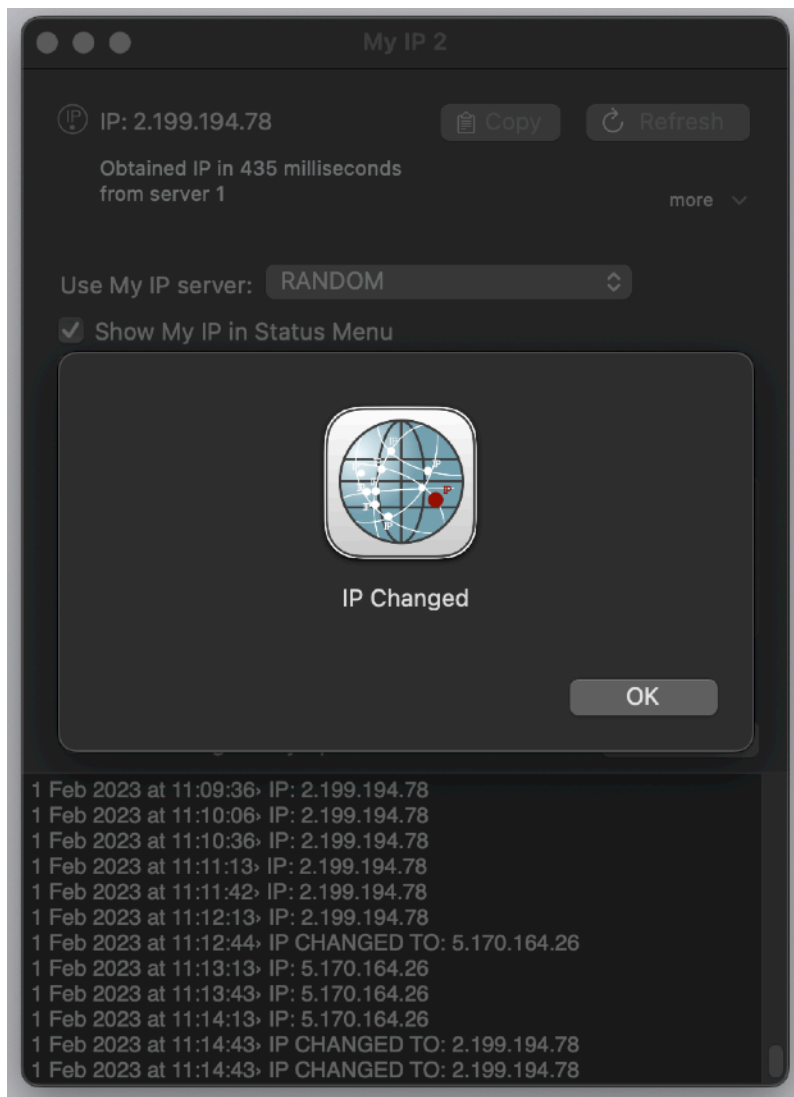 My IP 2
IP: 2.199.194.78
Copy
Refresh
Obtained IP in 435 milliseconds
from server 1
more
Use My IP server:
RANDOM
Show My IP in Status Menu
IP Changed
OK
1 Feb 2023 at 11:09:36› IP: 2.199.194.78
1 Feb 2023 at 11:10:06› IP: 2.199.194.78
1 Feb 2023 at 11:10:36› IP: 2.199.194.78
1 Feb 2023 at 11:11:13› IP: 2.199.194.78
1 Feb 2023 at 11:11:42› IP: 2.199.194.78
1 Feb 2023 at 11:12:13› IP: 2.199.194.78
1 Feb 2023 at 11:12:44› IP CHANGED TO: 5.170.164.26
1 Feb 2023 at 11:13:13› IP: 5.170.164.26
1 Feb 2023 at 11:13:43› IP: 5.170.164.26
1 Feb 2023 at 11:14:13› IP: 5.170.164.26
1 Feb 2023 at 11:14:43› IP CHANGED TO: 2.199.194.78
1 Feb 2023 at 11:14:43› IP CHANGED TO: 2.199.194.78